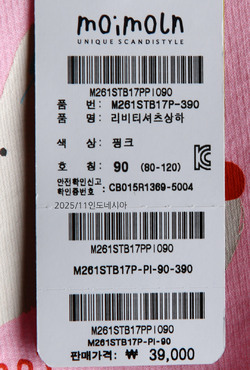 moimoln
UNIQUE SCANDISTYLE
M261STB17PPI090
품 번: M261STB17P-390
품 명: 리비티셔츠상하
색 상: 핑크
호 칭: 90 (80-120)
안전확인신고
확인증번호: CB015R1369-5004
2025/11인도네시아
M261STB17PPI090
M261STB17P-PI-90-390
M261STB17PPI090
M261STB17P-PI-90
판매가격: ₩ 39,000